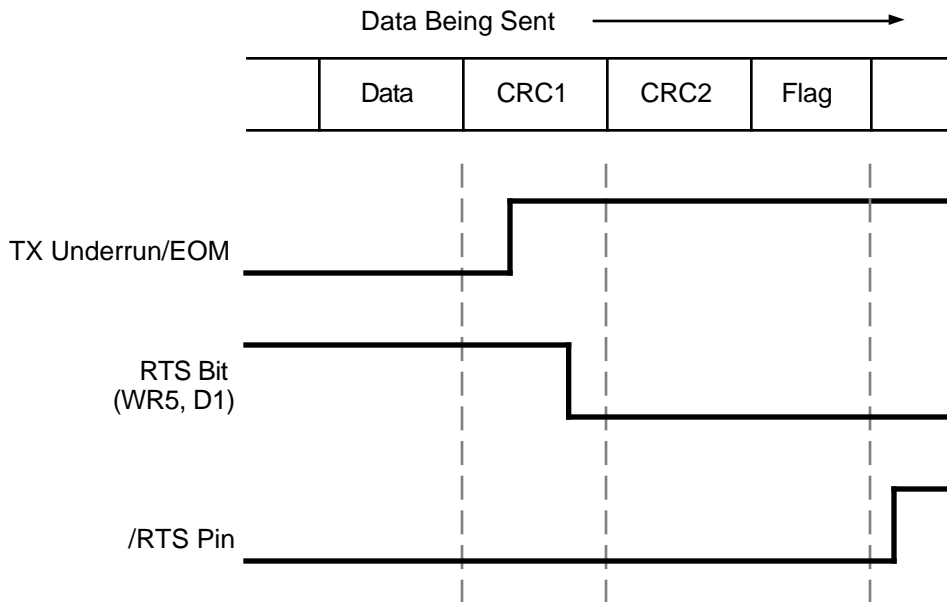 Data Being Sent
Data CRC1 CRC2 Flag
TX Underrun/EOM
RTS Bit
(WR5, D1)
/RTS Pin